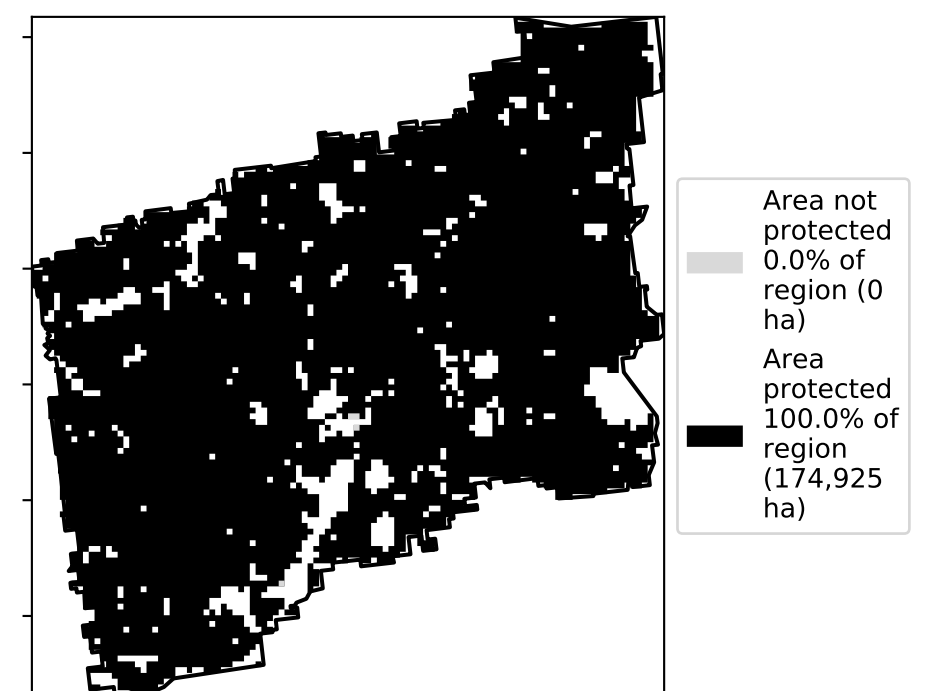 Area not
protected
0.0% of
region (0
ha)
Area
protected
100.0% of
region
(174,925
ha)